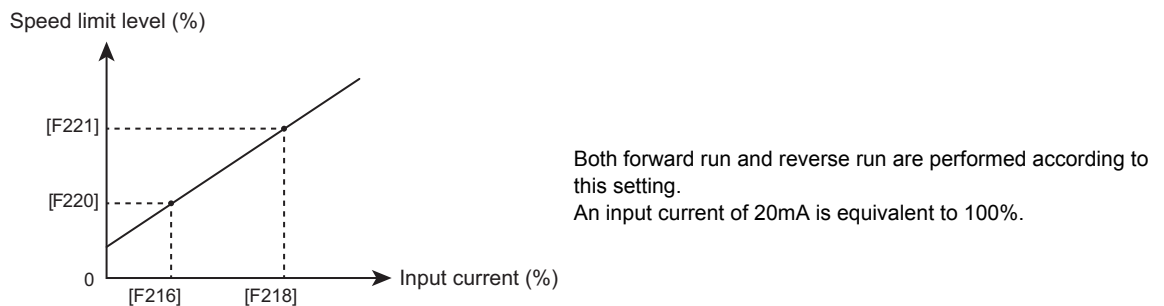 Speed limit level (%)
[F221]
[F220]
0
[F216]
[F218]
Input current (%)
Both forward run and reverse run are performed according to
this setting.
An input current of 20mA is equivalent to 100%.